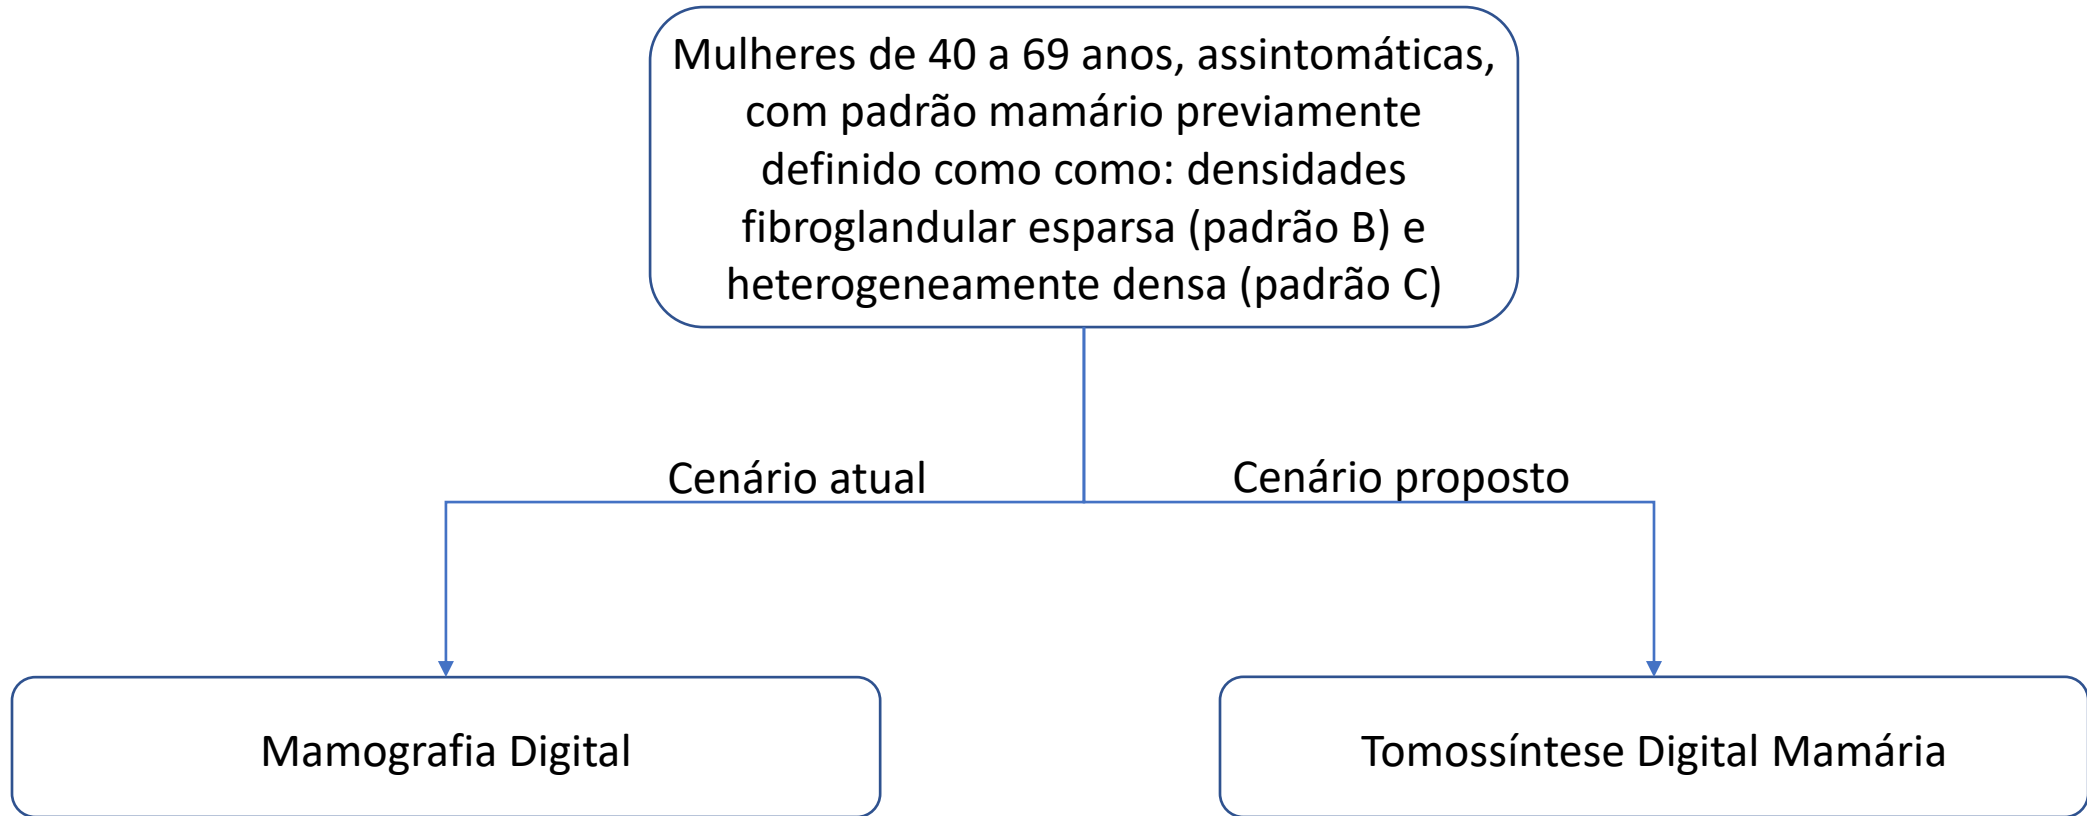 Mulheres de 40 a 69 anos, assintomáticas,
com padrão mamário previamente
definido como como: densidades
fibroglandular esparsa (padrão B) e
heterogeneamente densa (padrão C)
Cenário atual
Cenário proposto
Mamografia Digital
Tomossíntese Digital Mamária